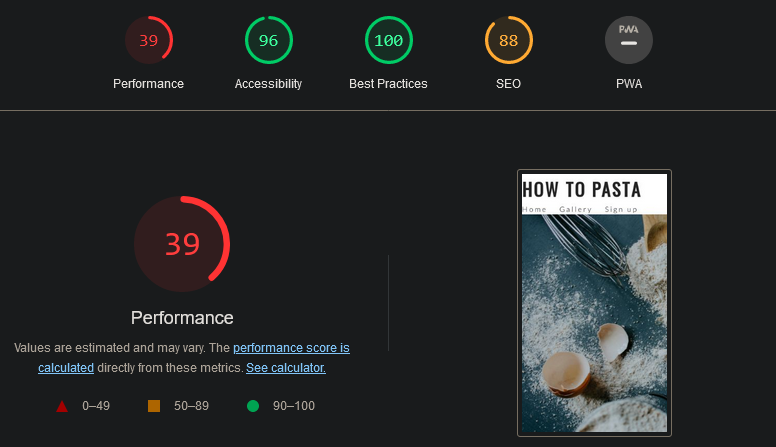 39
96
100
88
PWA
Performance
Accessibility
Best Practices
SEO
PWA
39
Performance
Values are estimated and may vary. The performance score is
calculated directly from these metrics. See calculator.
0–49
50–89
90–100
HOW TO PASTA
Home Gallery Sign up